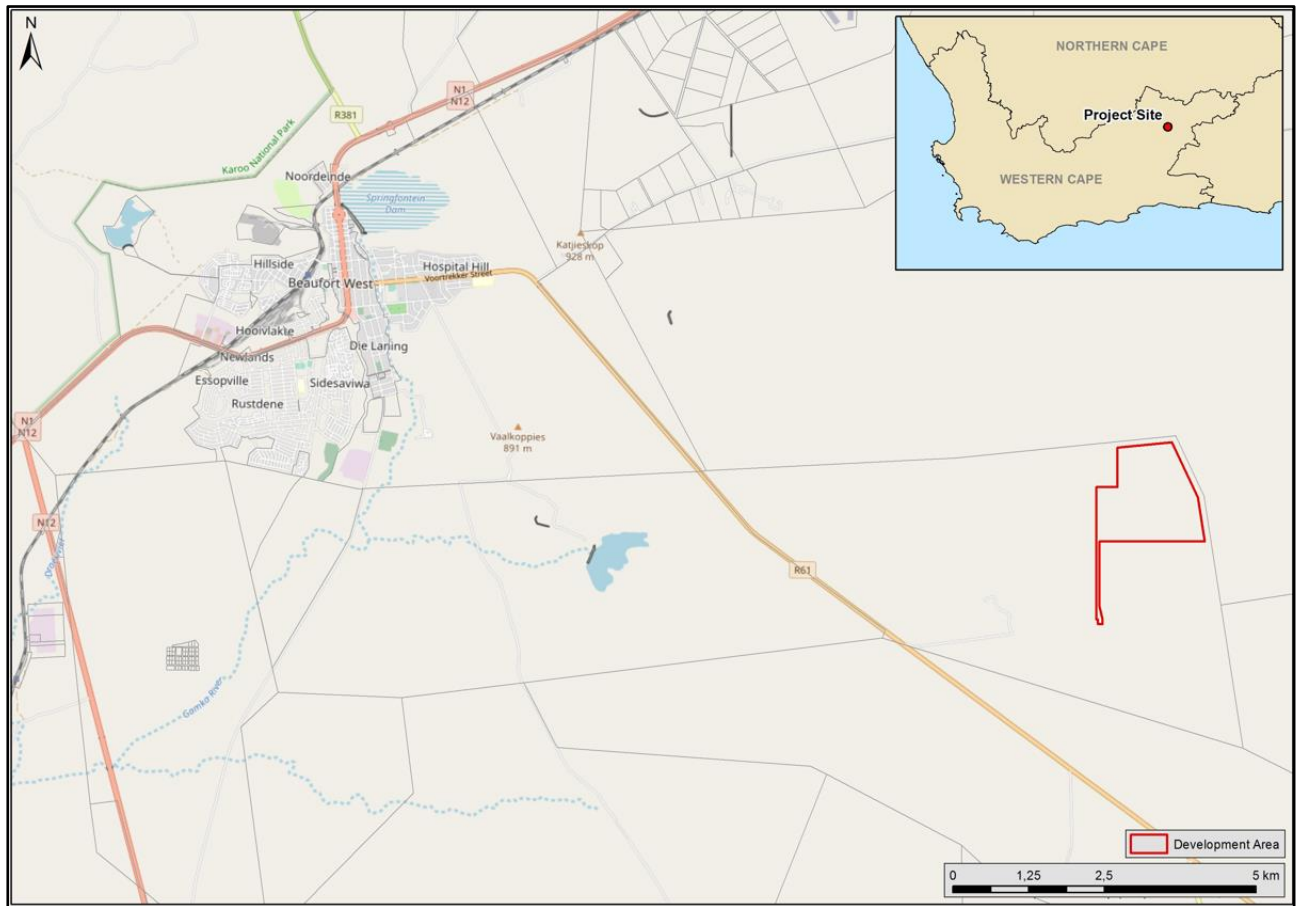 N
NORTHERN CAPE
Project Site
WESTERN CAPE
N1
N12
R381
Karoo National Park
Noordeinde
Springfontein
Dam
Katjieskop
928 m
Hillside
Hospital Hill
Voortrekker Street
Beaufort West
Hooivlakte
Newlands
Die Laning
Essopville
Sidesaviwa
Rustdene
N1
N12
Vaalkoppies
891 m
N12
R61
Gamka River
Development Area
0 1,25 2,5 5 km